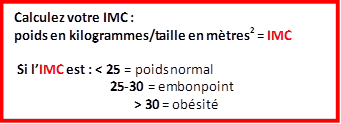 Calculez votre IMC :
poids en kilogrammes/taille en mètres² = IMC
Si l'IMC est : < 25 = poids normal
25-30 = embonpoint
> 30 = obésité